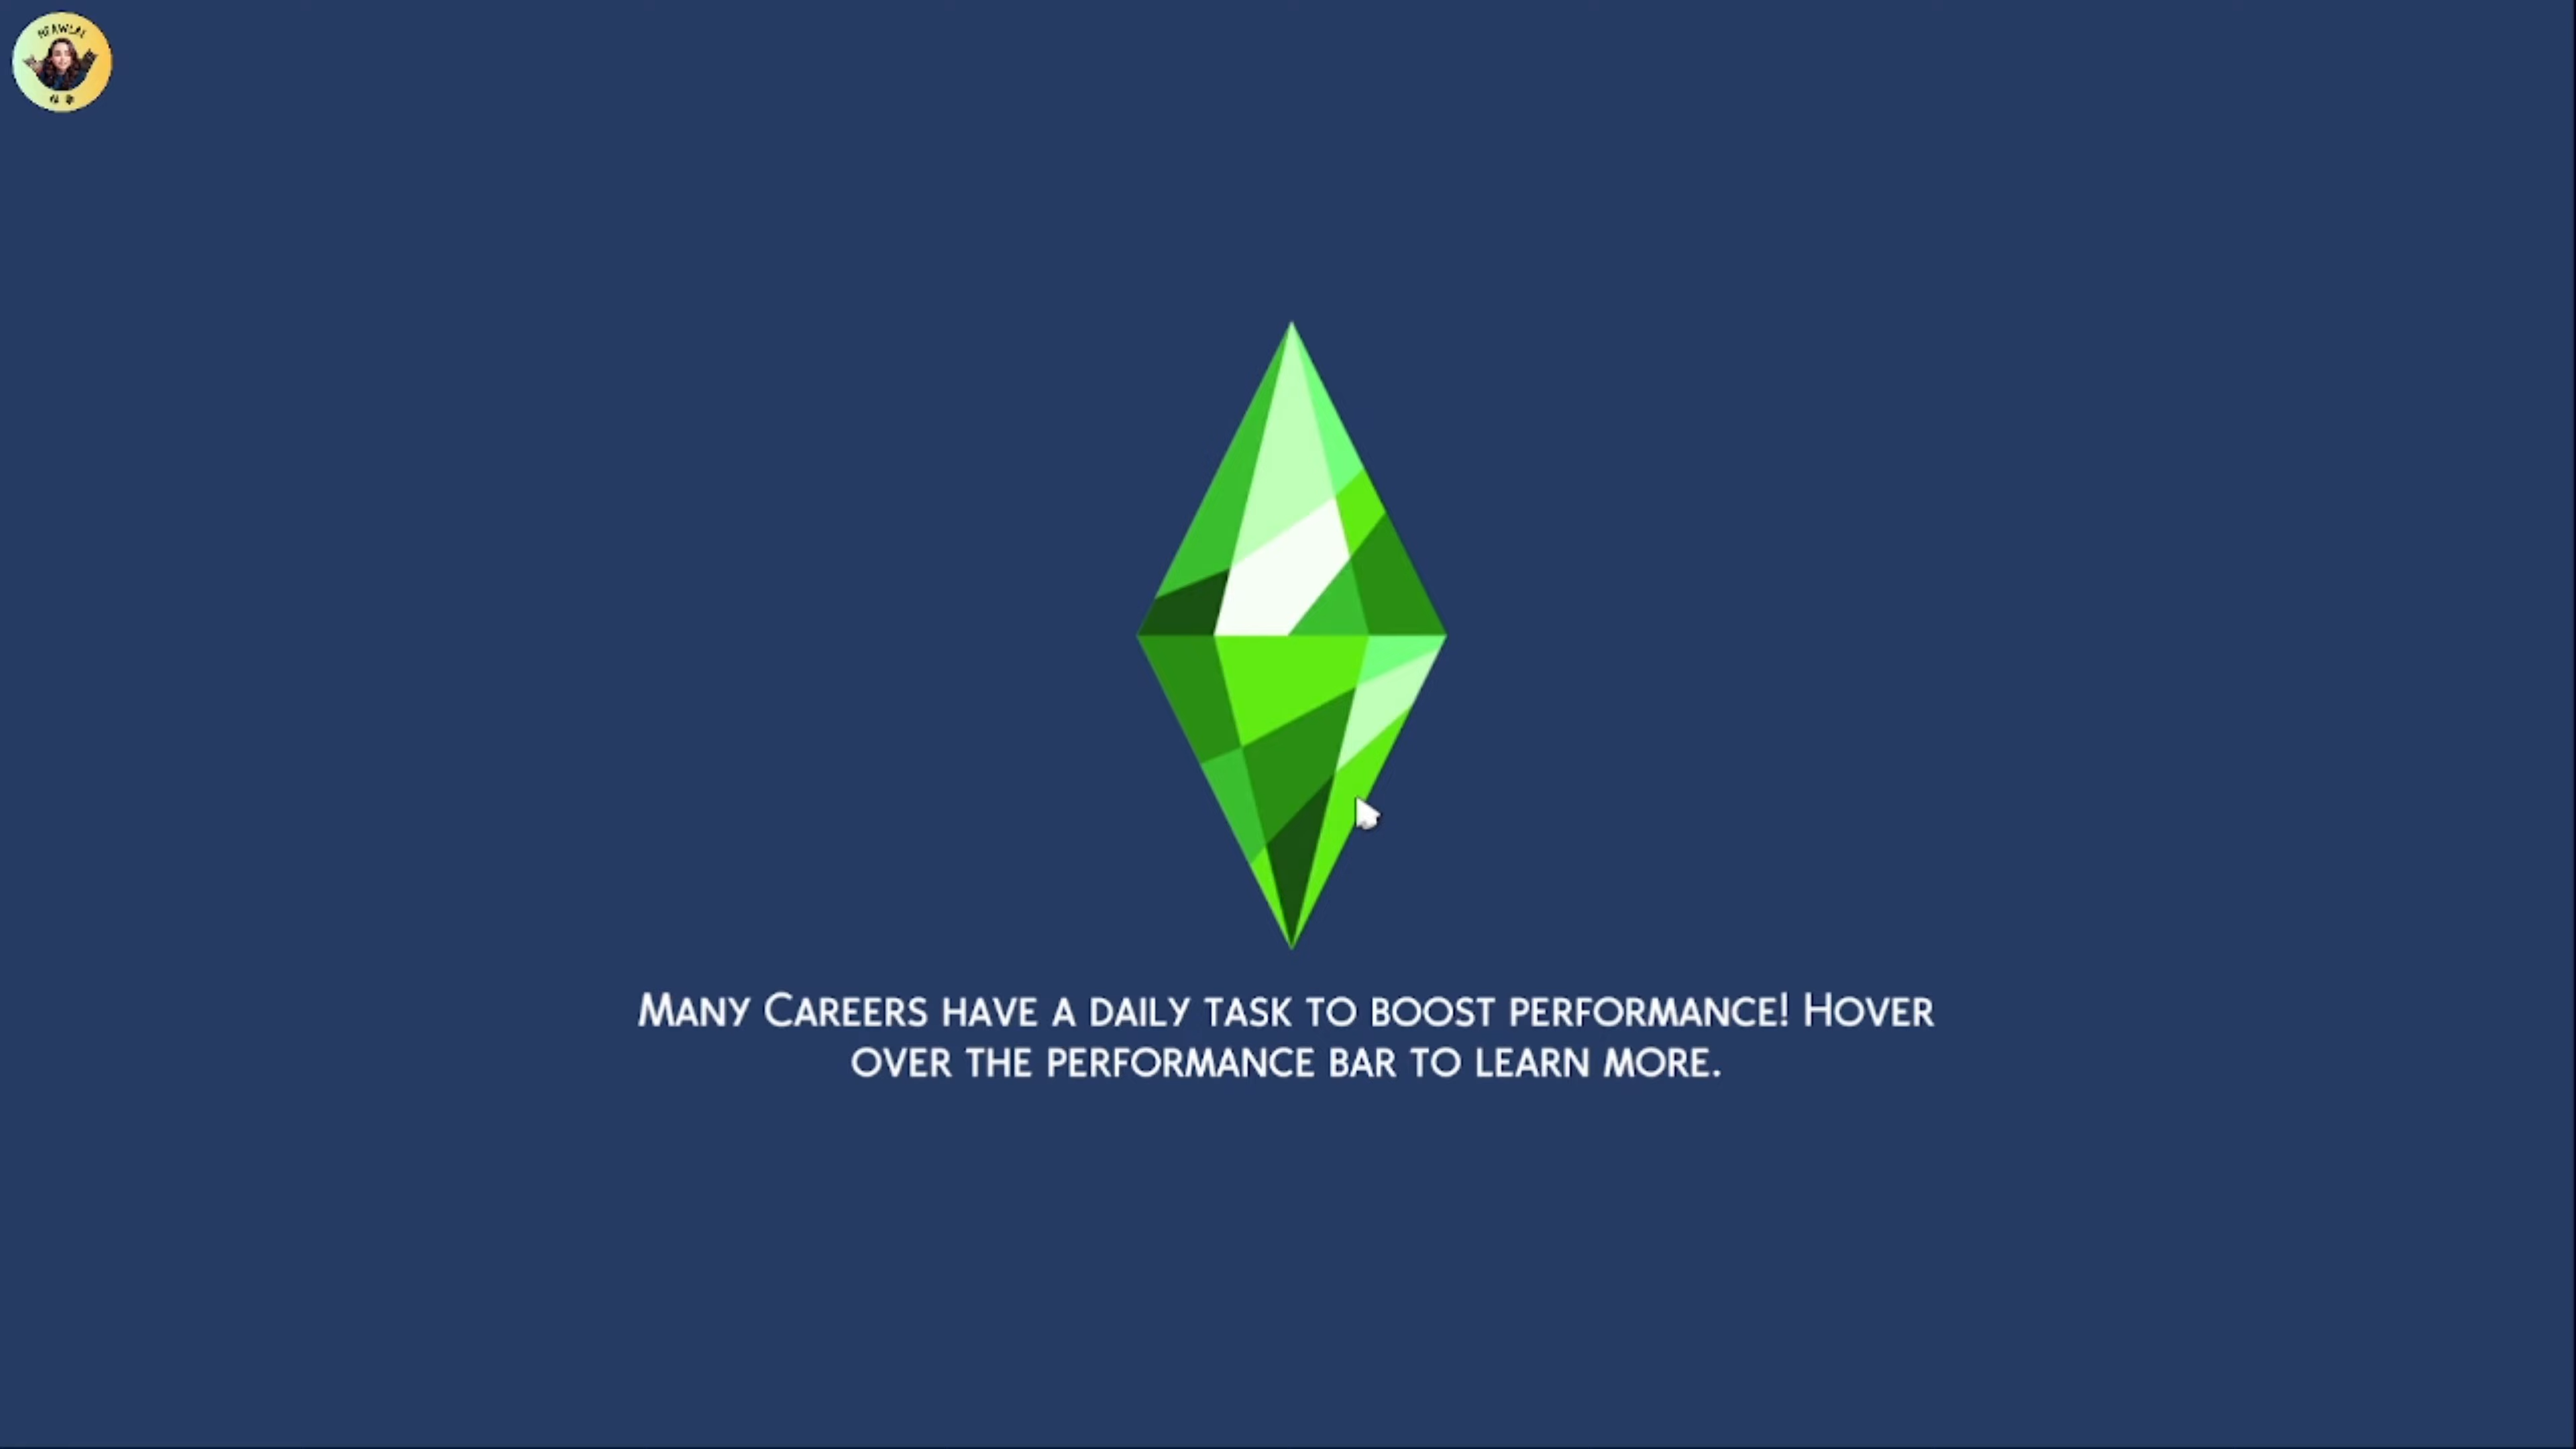 Many Careers have a daily task to boost performance! Hover
over the performance bar to learn more.